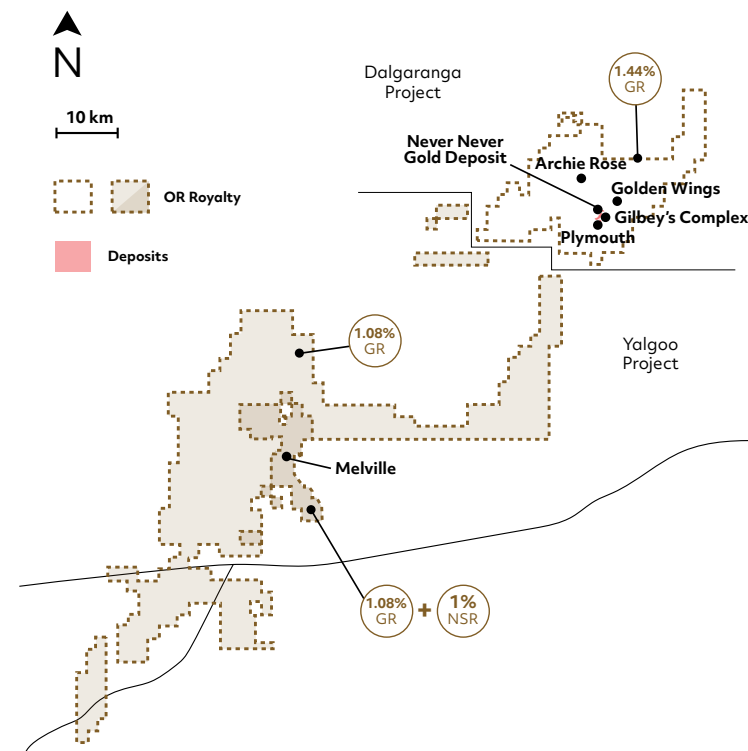 N
10 km
OR Royalty
Deposits
Dalgaranga
Project
1.44%
GR
Never Never
Gold Deposit
Archie Rose
Golden Wings
Gilbey's Complex
Plymouth
1.08%
GR
Yalgoo
Project
Melville
1.08%
GR
+
1%
NSR